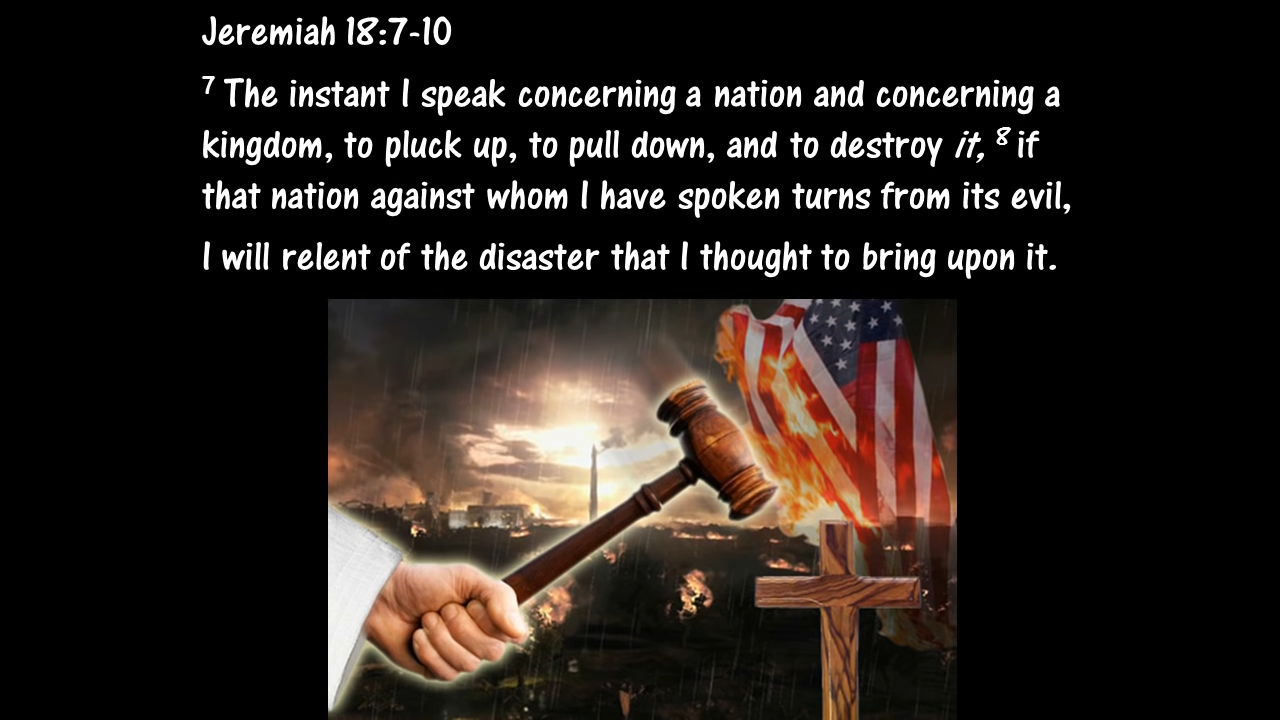 Jeremiah 18:7-10
7 The instant I speak concerning a nation and concerning a
kingdom, to pluck up, to pull down, and to destroy it, 8 if
that nation against whom I have spoken turns from its evil,
I will relent of the disaster that I thought to bring upon it.